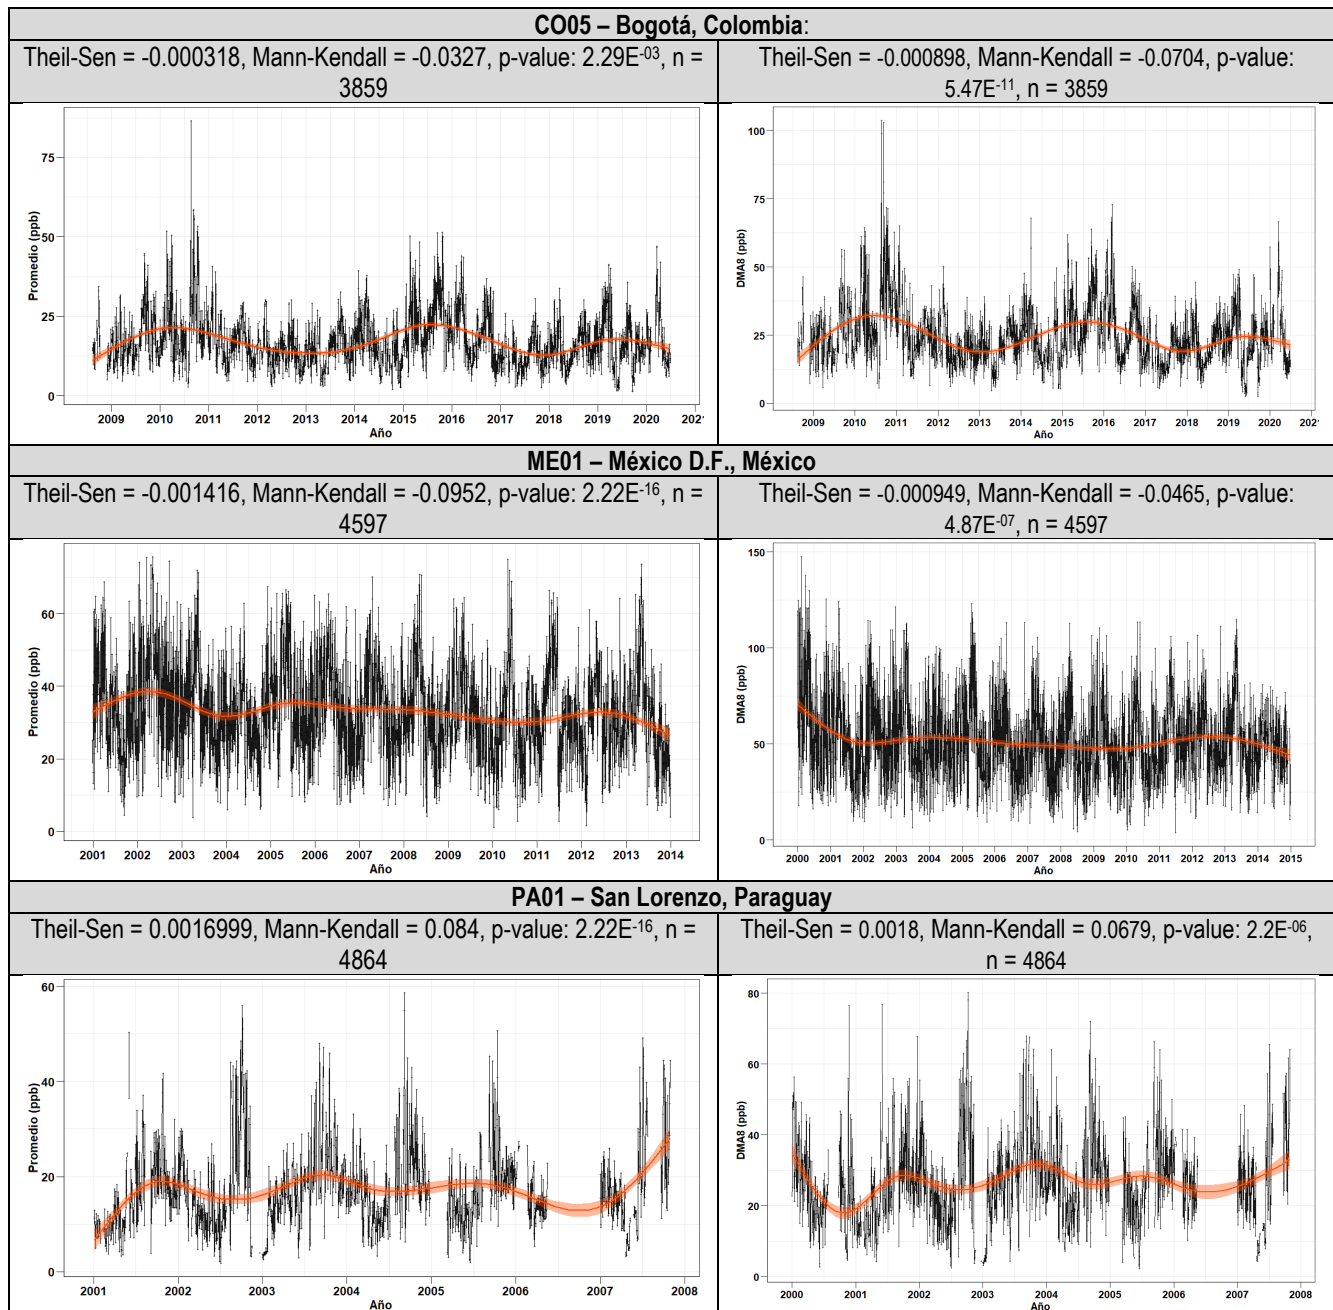 CO05 – Bogotá, Colombia:
Theil-Sen = -0.000318, Mann-Kendall = -0.0327, p-value: 2.29E-03, n =
3859
Theil-Sen = -0.000898, Mann-Kendall = -0.0704, p-value:
5.47E-11, n = 3859
75
50
25
0
Promedio (ppb)
2009 2010 2011 2012 2013 2014 2015 2016 2017 2018 2019 2020 202
Año
100
75
50
25
0
DMA8 (ppb)
2009 2010 2011 2012 2013 2014 2015 2016 2017 2018 2019 2020 2021
Año
ME01 – México D.F., México
Theil-Sen = -0.001416, Mann-Kendall = -0.0952, p-value: 2.22E-16, n =
4597
Theil-Sen = -0.000949, Mann-Kendall = -0.0465, p-value:
4.87E-07, n = 4597
60
40
20
0
Promedio (ppb)
2001 2002 2003 2004 2005 2006 2007 2008 2009 2010 2011 2012 2013 2014
Año
150
100
50
0
DMA8 (ppb)
2000 2001 2002 2003 2004 2005 2006 2007 2008 2009 2010 2011 2012 2013 2014 2015
Año
PA01 – San Lorenzo, Paraguay
Theil-Sen = 0.0016999, Mann-Kendall = 0.084, p-value: 2.22E-16, n =
4864
Theil-Sen = 0.0018, Mann-Kendall = 0.0679, p-value: 2.2E-06,
n = 4864
60
40
20
0
Promedio (ppb)
2001 2002 2003 2004 2005 2006 2007 2008
Año
80
60
40
20
0
DMA8 (ppb)
2000 2001 2002 2003 2004 2005 2006 2007 2008
Año